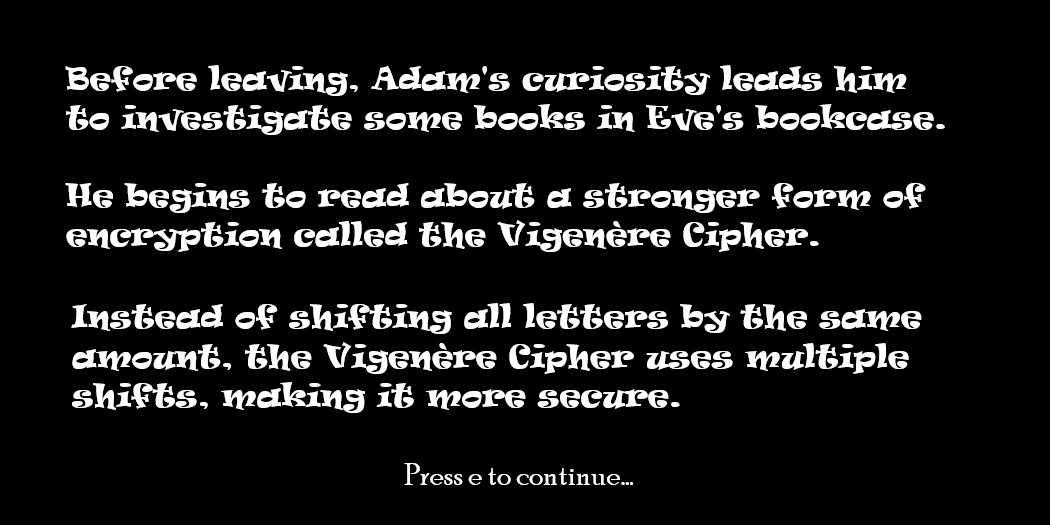 Before leaving, Adam's curiosity leads him
to investigate some books in Eve's bookcase.
He begins to read about a stronger form of
encryption called the Vigenère Cipher.
Instead of shifting all letters by the same
amount, the Vigenère Cipher uses multiple
shifts, making it more secure.
Press e to continue...